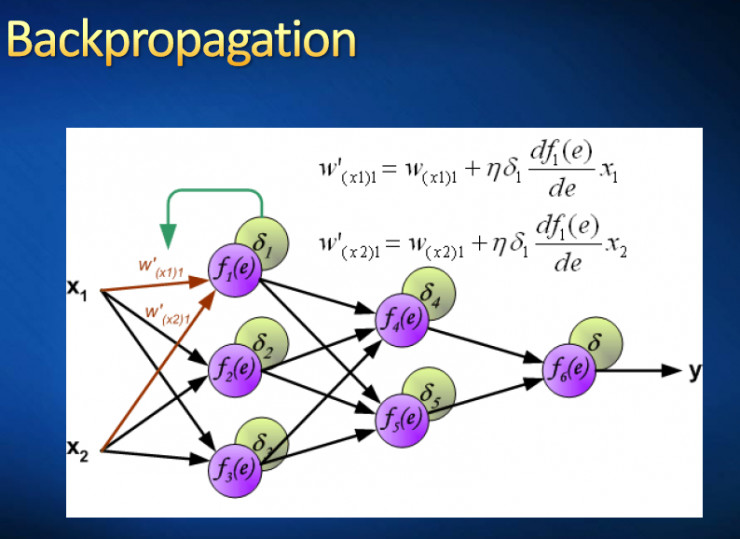 Backpropagation
w'(x1)1 = w(x1)1 + ηδ1 df1(e)/de x1
w'(x2)1 = w(x2)1 + ηδ1 df1(e)/de x2
δ1
w'(x1)1
f1(e)
x1
w'(x2)1
δ4
f4(e)
δ2
f2(e)
δ
f6(e)
y
δ5
f5(e)
x2
δ3
f3(e)